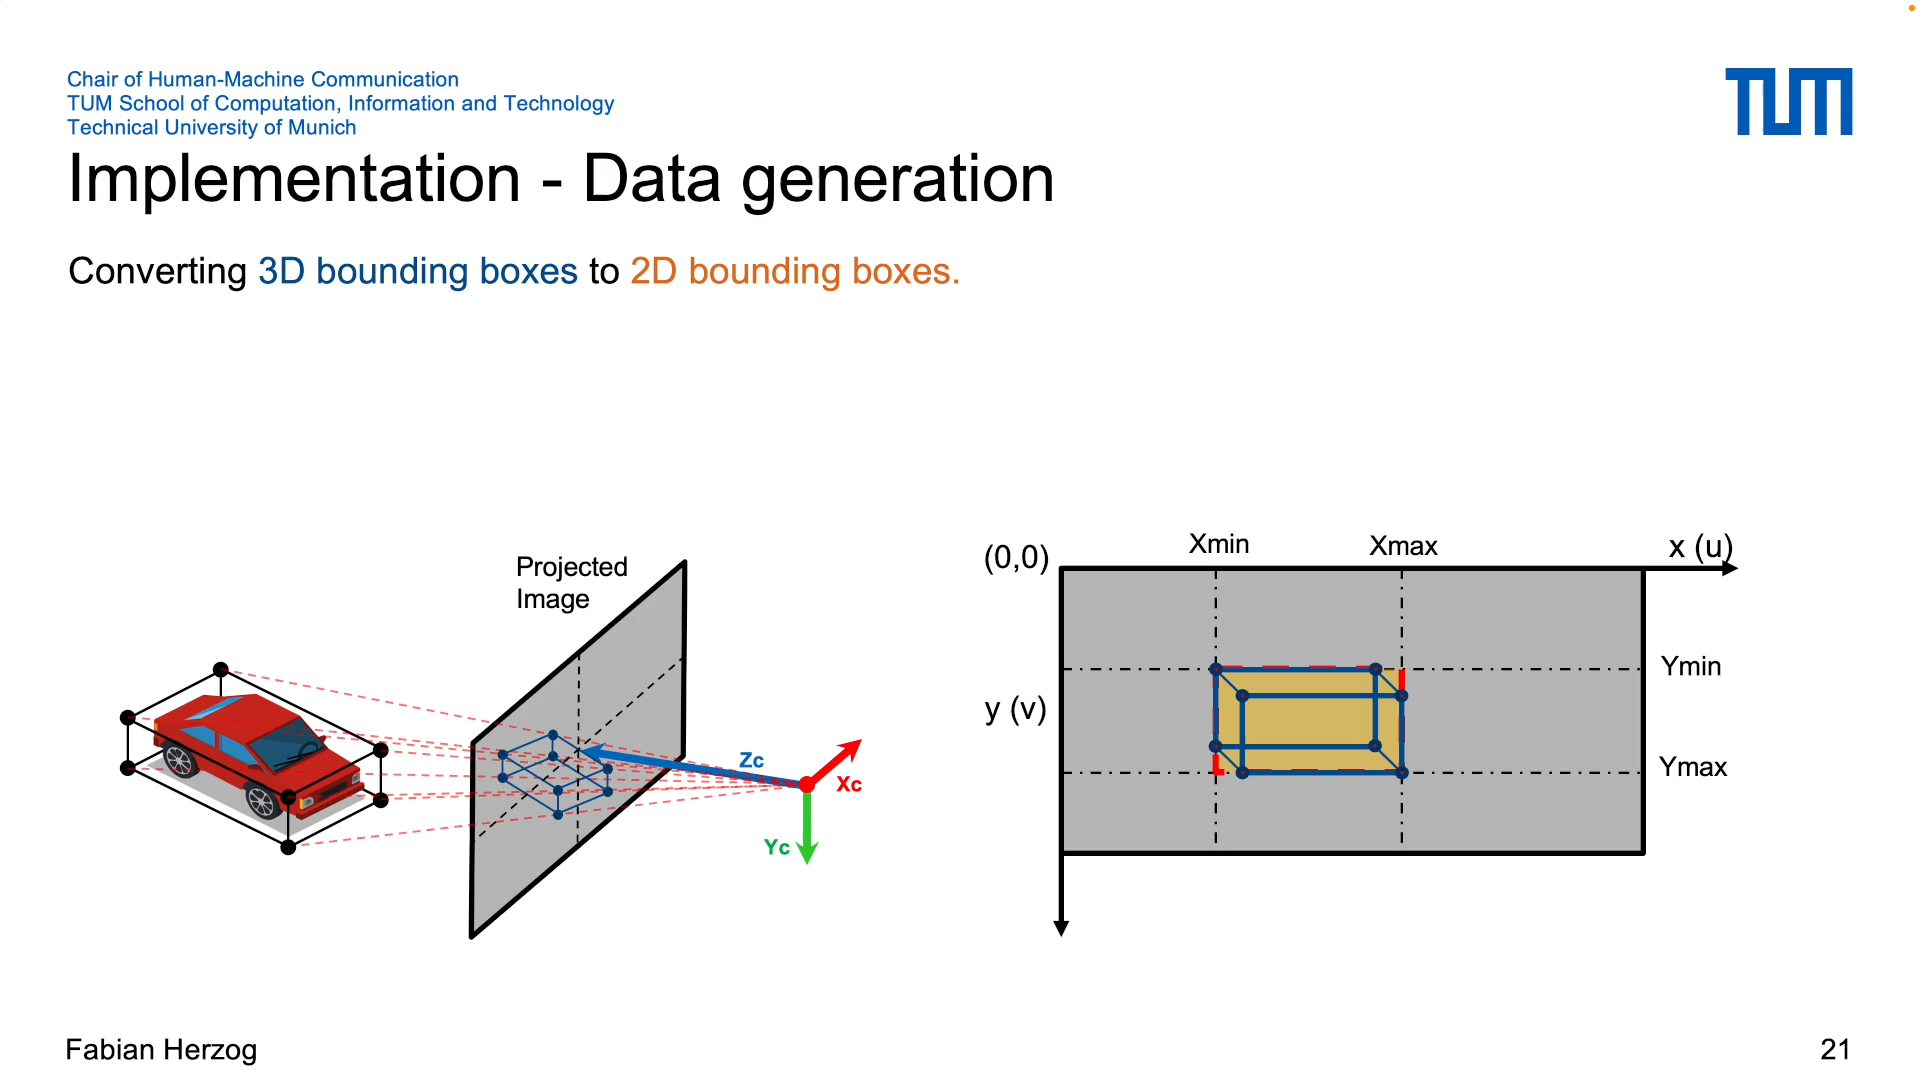 Chair of Human-Machine Communication
TUM School of Computation, Information and Technology
Technical University of Munich
TUM
Implementation - Data generation
Converting 3D bounding boxes to 2D bounding boxes.
Projected
Image
Zc
Xc
Yc
(0,0)
Xmin
Xmax
x (u)
Ymin
y (v)
Ymax
Fabian Herzog
21